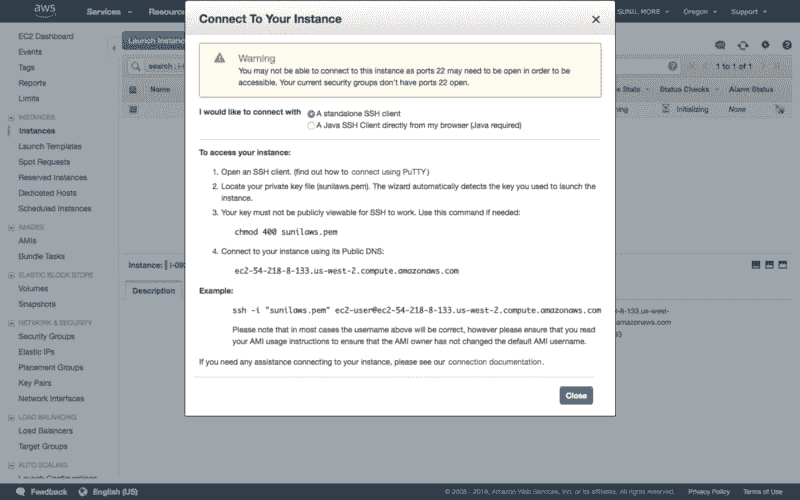 aws
Services
Resour
SUNIL MORE
Oregon
Support
EC2 Dashboard
Events
Tags
Reports
Limits
INSTANCES
Instances
Launch Templates
Spot Requests
Reserved Instances
Dedicated Hosts
Scheduled Instances
IMAGES
AMIs
Bundle Tasks
ELASTIC BLOCK STORE
Volumes
Snapshots
NETWORK & SECURITY
Security Groups
Elastic IPs
Placement Groups
Key Pairs
Network Interfaces
LOAD BALANCING
Load Balancers
Target Groups
AUTO SCALING
Launch Configurations
Launch Instanc
search : i-
1 to 1 of 1
Name
e State
Status Checks
Alarm Status
ning
Initializing
None
Instance:
Description
Connect To Your Instance
Warning
You may not be able to connect to this instance as ports 22 may need to be open in order to be
accessible. Your current security groups don't have ports 22 open.
I would like to connect with
A standalone SSH client
A Java SSH Client directly from my browser (Java required)
To access your instance:
1. Open an SSH client. (find out how to connect using PuTTY)
2. Locate your private key file (sunilaws.pem). The wizard automatically detects the key you used to launch the
instance.
3. Your key must not be publicly viewable for SSH to work. Use this command if needed:
chmod 400 sunilaws.pem
4. Connect to your instance using its Public DNS:
ec2-54-218-8-133.us-west-2.compute.amazonaws.com
Example:
ssh -i "sunilaws.pem" ec2-user@ec2-54-218-8-133.us-west-2.compute.amazonaws.com
Please note that in most cases the username above will be correct, however please ensure that you read
your AMI usage instructions to ensure that the AMI owner has not changed the default AMI username.
If you need any assistance connecting to your instance, please see our connection documentation.
Close
-8-133.us-west-
amazonaws.com
Feedback
English (US)
© 2008 - 2018, Amazon Web Services, Inc. or its affiliates. All rights reserved.
Privacy Policy
Terms of Use